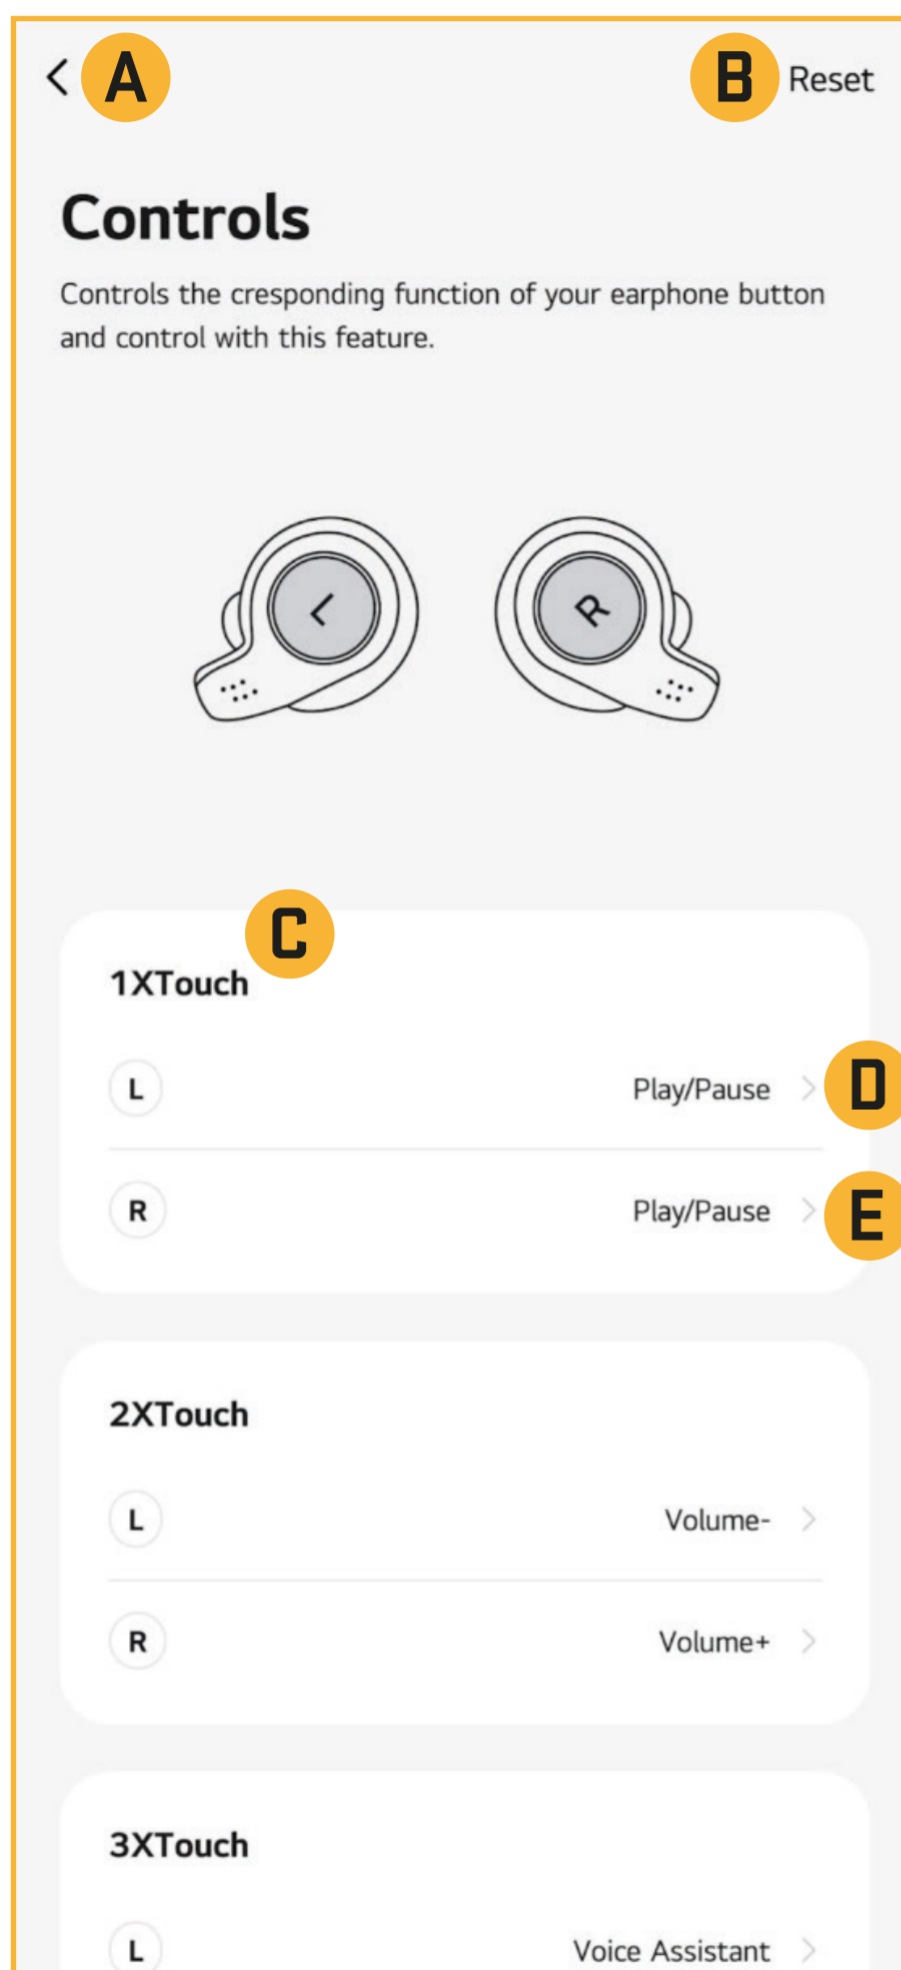 A
B Reset
Controls
Controls the cresponding function of your earphone button
and control with this feature.
L R
C
1XTouch
L Play/Pause D
R Play/Pause E
2XTouch
L Volume-
R Volume+
3XTouch
L Voice Assistant